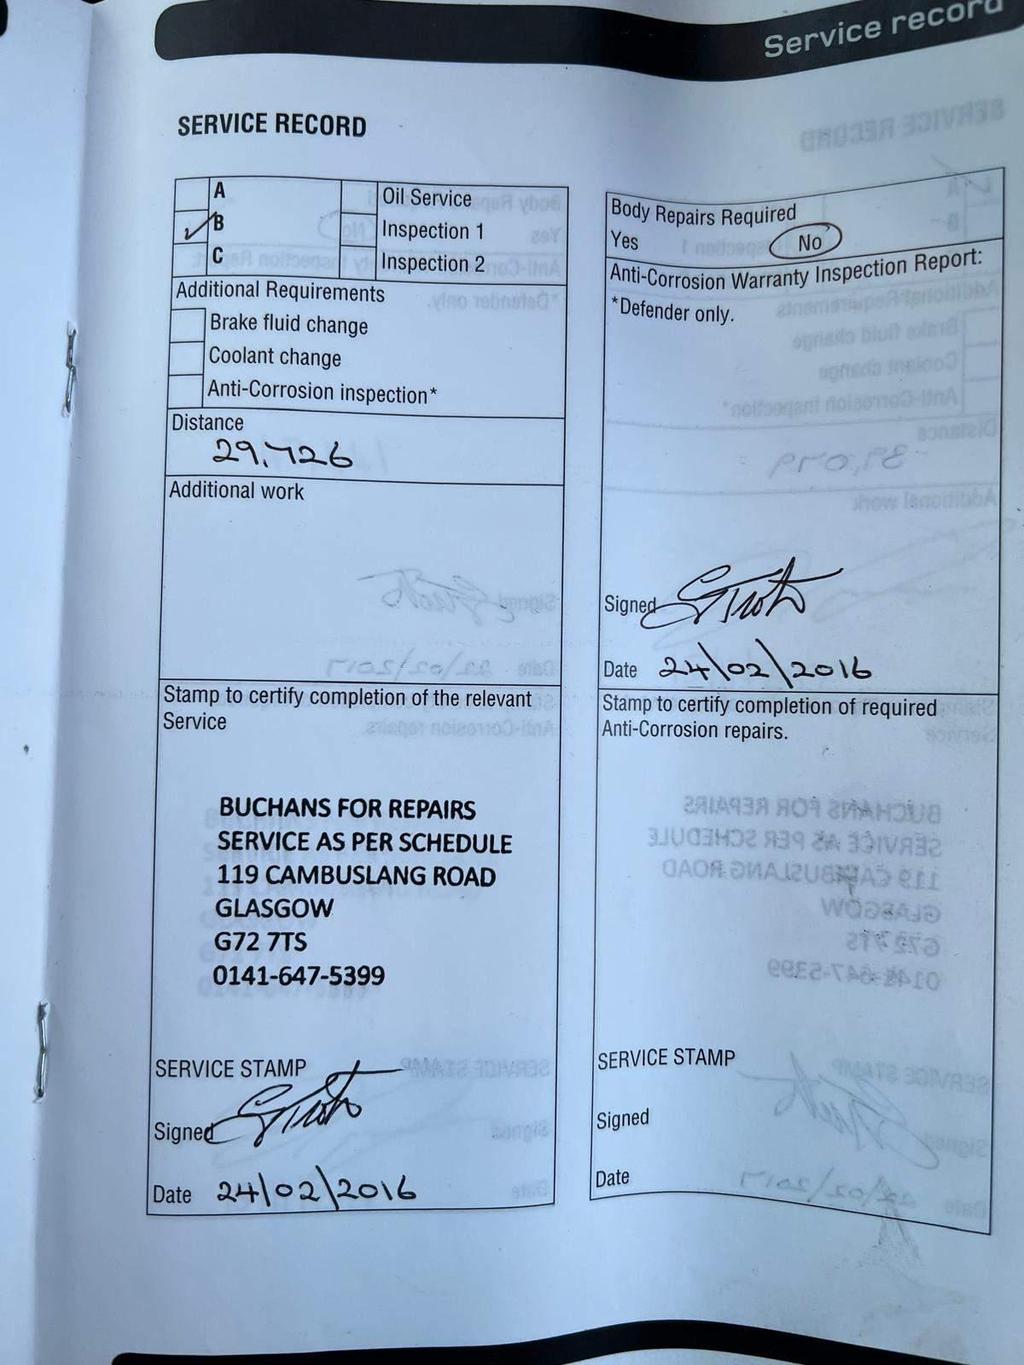 Service record
SERVICE RECORD
A
Oil Service
B
Inspection 1
C
Inspection 2
Additional Requirements
Brake fluid change
Coolant change
Anti-Corrosion inspection*
Distance
29,726
Additional work
Stamp to certify completion of the relevant
Service
BUCHANS FOR REPAIRS
SERVICE AS PER SCHEDULE
119 CAMBUSLANG ROAD
GLASGOW
G72 7TS
0141-647-5399
SERVICE STAMP
Signed
Date 24\02\2016
Body Repairs Required
Yes No
Anti-Corrosion Warranty Inspection Report:
*Defender only.
Signed
Date 24\02\2016
Stamp to certify completion of required
Anti-Corrosion repairs.
SERVICE STAMP
Signed
Date